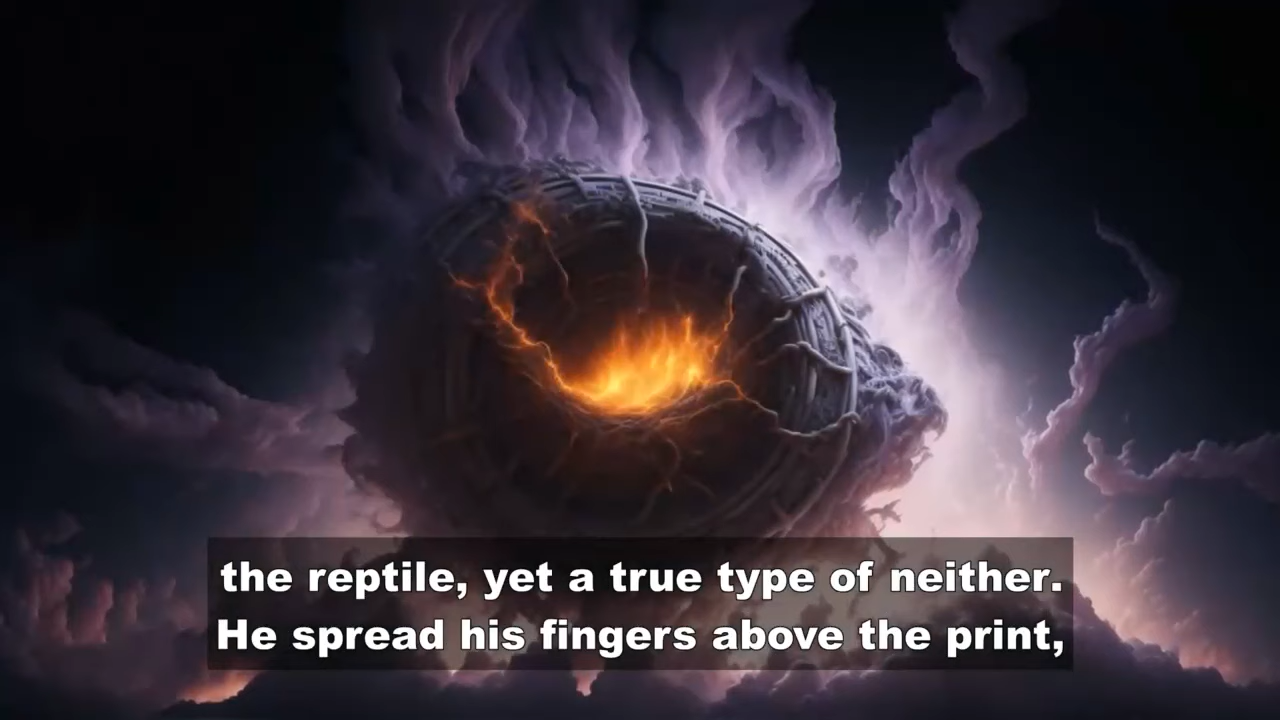 the reptile, yet a true type of neither.
He spread his fingers above the print,